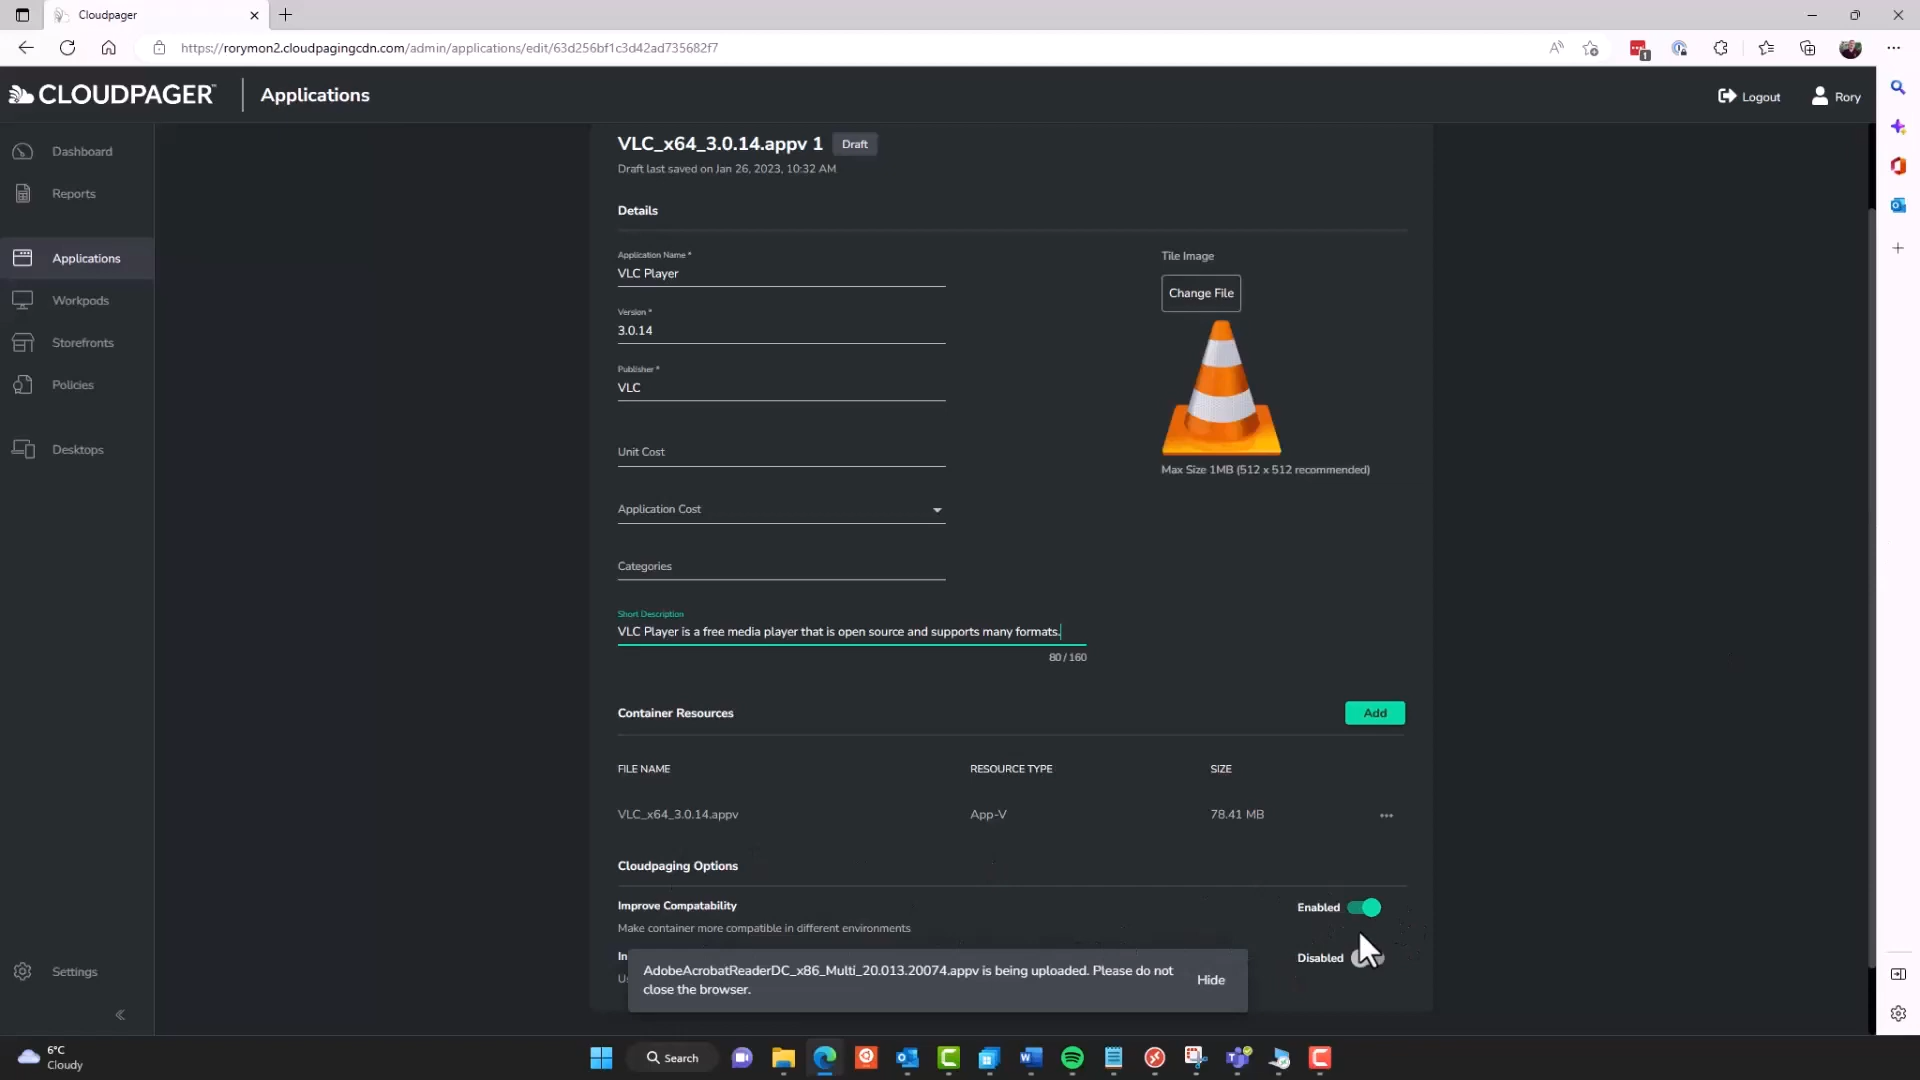 Cloudpager
https://rorymon2.cloudpagingcdn.com/admin/applications/edit/63d256bf1c3d42ad735682f7
1
CLOUDPAGER
Applications
Logout
Rory
Dashboard
Reports
Applications
Workpods
Storefronts
Policies
Desktops
Settings
VLC_x64_3.0.14.appv 1
Draft
Draft last saved on Jan 26, 2023, 10:32 AM
Details
Application Name *
VLC Player
Version *
3.0.14
Publisher *
VLC
Unit Cost
Application Cost
Categories
Tile Image
Change File
Max Size 1MB (512 x 512 recommended)
Short Description
VLC Player is a free media player that is open source and supports many formats.
80 / 160
Container Resources
Add
FILE NAME
RESOURCE TYPE
SIZE
VLC_x64_3.0.14.appv
App-V
78.41 MB
Cloudpaging Options
Improve Compatability
Enabled
Make container more compatible in different environments
In
Disabled
AdobeAcrobatReaderDC_x86_Multi_20.013.20074.appv is being uploaded. Please do not
close the browser.
Hide
6°C
Cloudy
Search